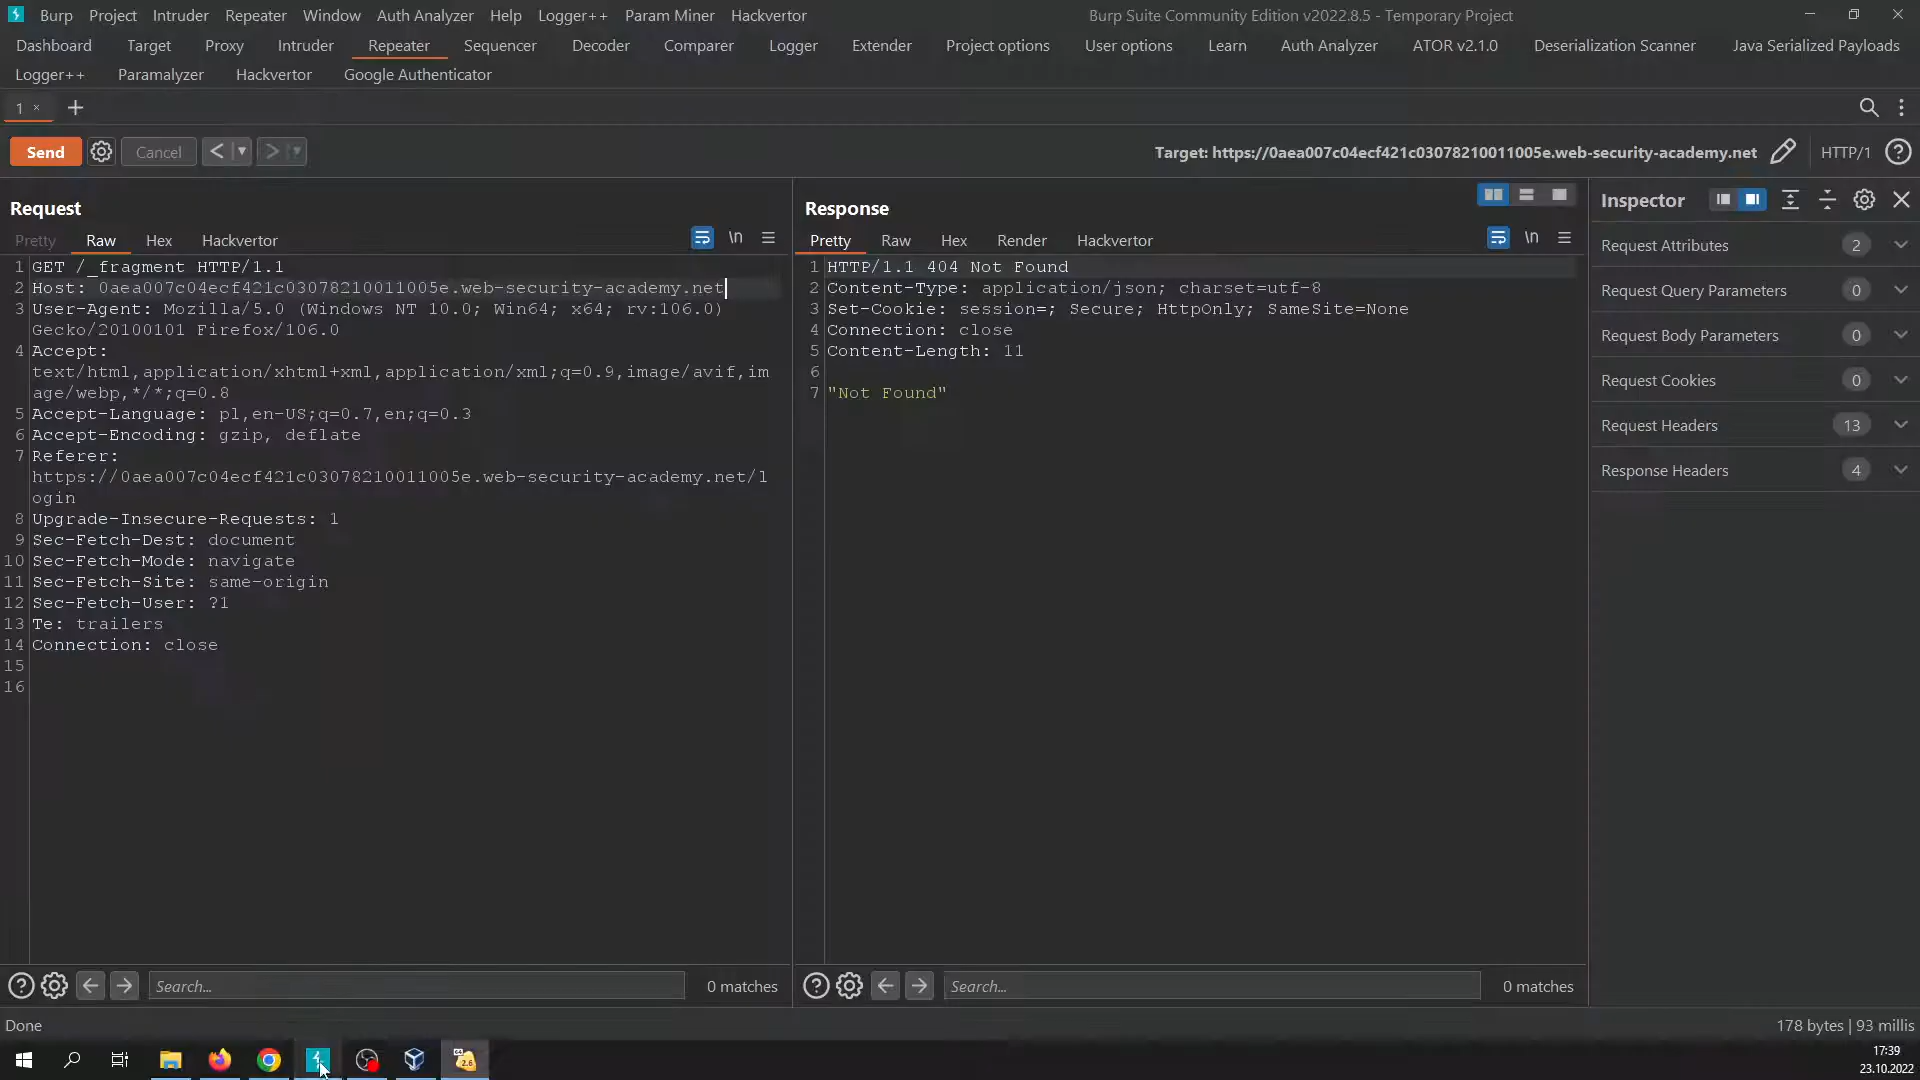 Burp Project Intruder Repeater Window Auth Analyzer Help Logger++ Param Miner Hackvertor Burp Suite Community Edition v2022.8.5 - Temporary Project
Dashboard Target Proxy Intruder Repeater Sequencer Decoder Comparer Logger Extender Project options User options Learn Auth Analyzer ATOR v2.1.0 Deserialization Scanner Java Serialized Payloads
Logger++ Paramalyzer Hackvertor Google Authenticator
1 × +
Send Cancel < > Target: https://0aea007c04ecf421c03078210011005e.web-security-academy.net HTTP/1 ?
Request
Pretty Raw Hex Hackvertor \n
1 GET /_fragment HTTP/1.1
2 Host: 0aea007c04ecf421c03078210011005e.web-security-academy.net
3 User-Agent: Mozilla/5.0 (Windows NT 10.0; Win64; x64; rv:106.0)
Gecko/20100101 Firefox/106.0
4 Accept:
text/html,application/xhtml+xml,application/xml;q=0.9,image/avif,im
age/webp,*/*;q=0.8
5 Accept-Language: pl,en-US;q=0.7,en;q=0.3
6 Accept-Encoding: gzip, deflate
7 Referer:
https://0aea007c04ecf421c03078210011005e.web-security-academy.net/l
ogin
8 Upgrade-Insecure-Requests: 1
9 Sec-Fetch-Dest: document
10 Sec-Fetch-Mode: navigate
11 Sec-Fetch-Site: same-origin
12 Sec-Fetch-User: ?1
13 Te: trailers
14 Connection: close
15
16
? Search... 0 matches
Response
Pretty Raw Hex Render Hackvertor \n
1 HTTP/1.1 404 Not Found
2 Content-Type: application/json; charset=utf-8
3 Set-Cookie: session=; Secure; HttpOnly; SameSite=None
4 Connection: close
5 Content-Length: 11
6
7 "Not Found"
? Search... 0 matches
Inspector
Request Attributes 2
Request Query Parameters 0
Request Body Parameters 0
Request Cookies 0
Request Headers 13
Response Headers 4
Done 178 bytes | 93 millis
2.6
17:39
23.10.2022